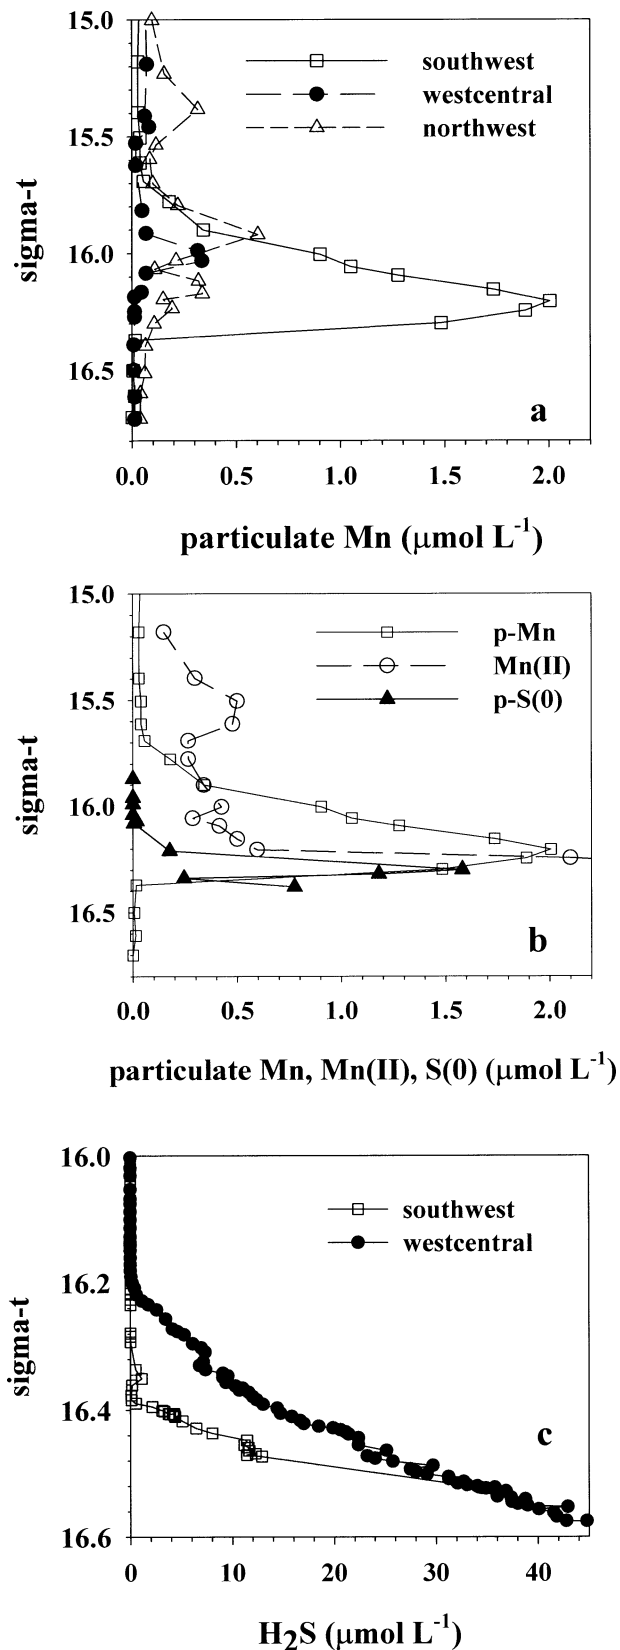 15.0
southwest
westcentral
northwest
15.5
sigma-t
16.0
16.5
a
0.0 0.5 1.0 1.5 2.0
particulate Mn (μmol L⁻¹)
15.0
p-Mn
Mn(II)
p-S(0)
15.5
sigma-t
16.0
16.5
b
0.0 0.5 1.0 1.5 2.0
particulate Mn, Mn(II), S(0) (μmol L⁻¹)
16.0
southwest
westcentral
16.2
sigma-t
16.4
c
16.6
0 10 20 30 40
H₂S (μmol L⁻¹)